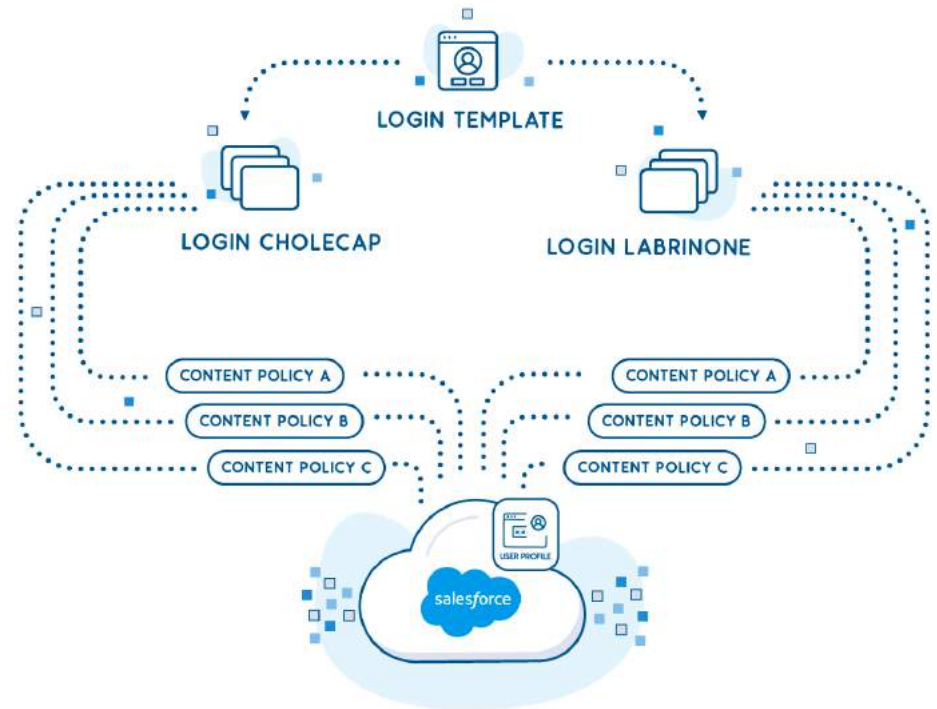 LOGIN TEMPLATE
LOGIN CHOLECAP
LOGIN LABRINONE
CONTENT POLICY A
CONTENT POLICY A
CONTENT POLICY B
CONTENT POLICY B
CONTENT POLICY C
CONTENT POLICY C
USER PROFILE
salesforce